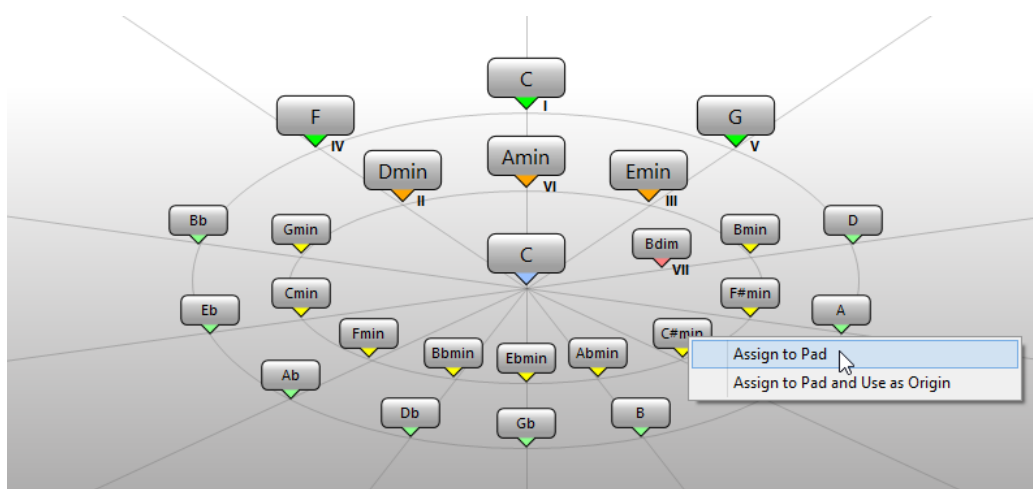 C
I
F
IV
G
V
Amin
VI
Dmin
II
Emin
III
Bb
Gmin
Bdim
VII
Bmin
D
C
Cmin
F#min
Eb
A
Fmin
C#min
Bbmin
Ebmin
Abmin
Assign to Pad
Assign to Pad and Use as Origin
Ab
Db
Gb
B